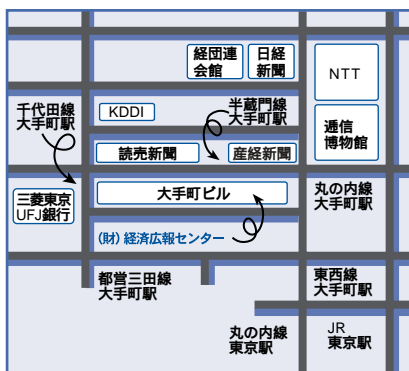 経団連
会館
日経
新聞
NTT
千代田線
大手町駅
KDDI
半蔵門線
大手町駅
逓信
博物館
読売新聞
産経新聞
三菱東京
UFJ銀行
大手町ビル
丸の内線
大手町駅
(財)経済広報センター
都営三田線
大手町駅
東西線
大手町駅
丸の内線
東京駅
JR
東京駅